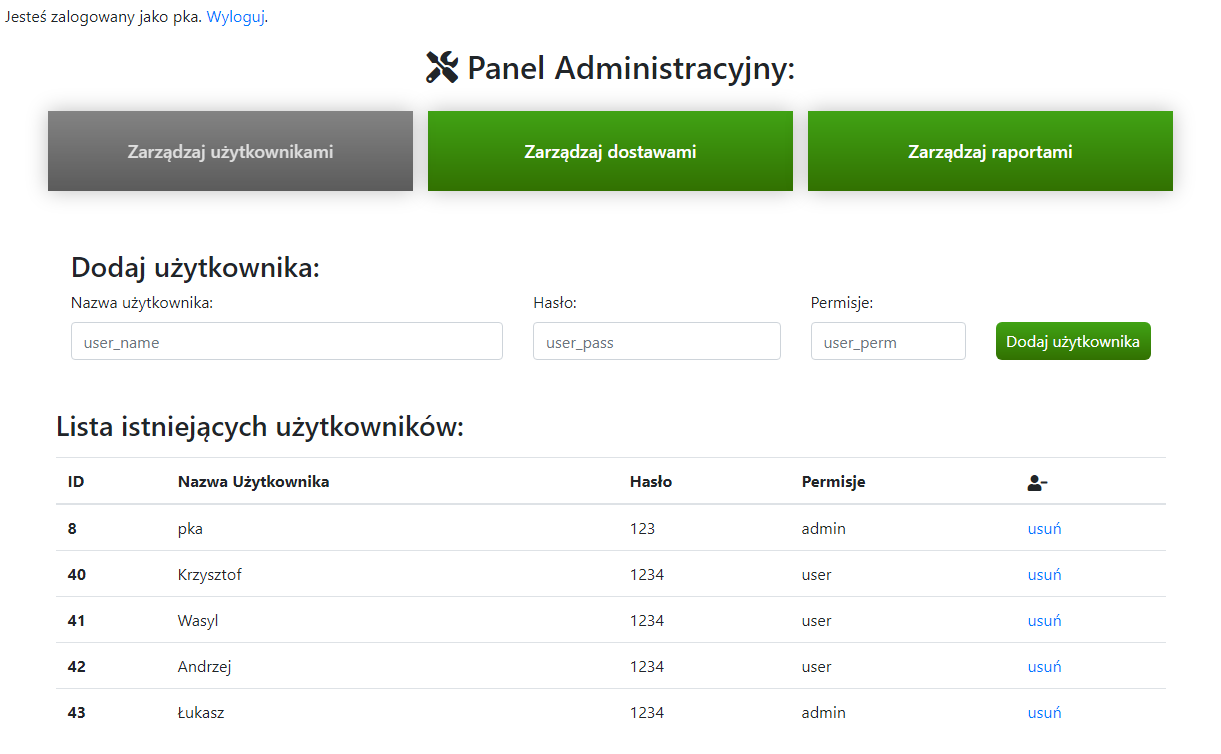 Jesteś zalogowany jako pka. Wyloguj.
Panel Administracyjny:
Zarządzaj użytkownikami Zarządzaj dostawami Zarządzaj raportami
Dodaj użytkownika:
Nazwa użytkownika: Hasło: Permisje:
user_name user_pass user_perm Dodaj użytkownika
Lista istniejących użytkowników:
ID Nazwa Użytkownika Hasło Permisje
8 pka 123 admin usuń
40 Krzysztof 1234 user usuń
41 Wasyl 1234 user usuń
42 Andrzej 1234 user usuń
43 Łukasz 1234 admin usuń